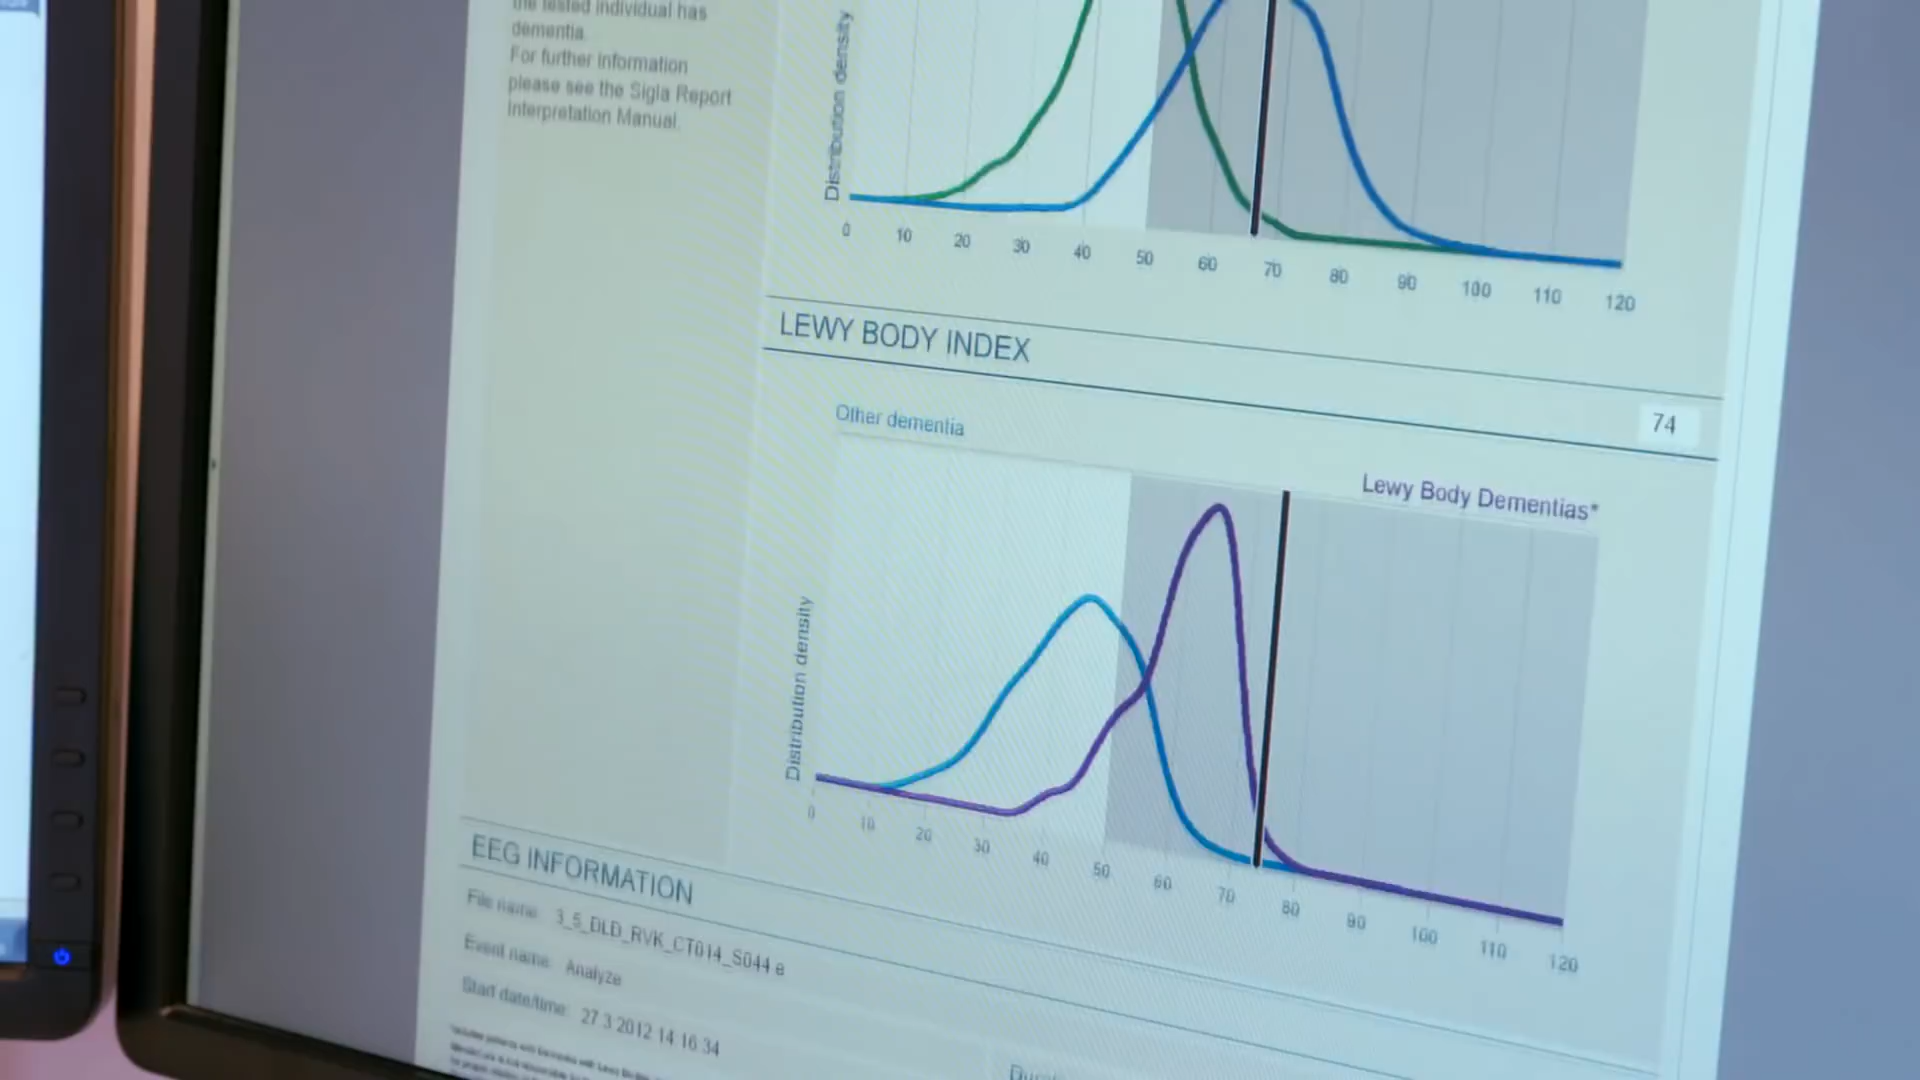 the tested individual has
dementia.
For further information
please see the Sigla Report
Interpretation Manual.
Distribution density
0 10 20 30 40 50 60 70 80 90 100 110 120
LEWY BODY INDEX
74
Other dementia
Lewy Body Dementias*
Distribution density
0 10 20 30 40 50 60 70 80 90 100 110 120
EEG INFORMATION
File name: 3_5_DLD_RVK_CT014_S044 e
Event name: Analyze
Start date/time: 27 3 2012 14 16 34